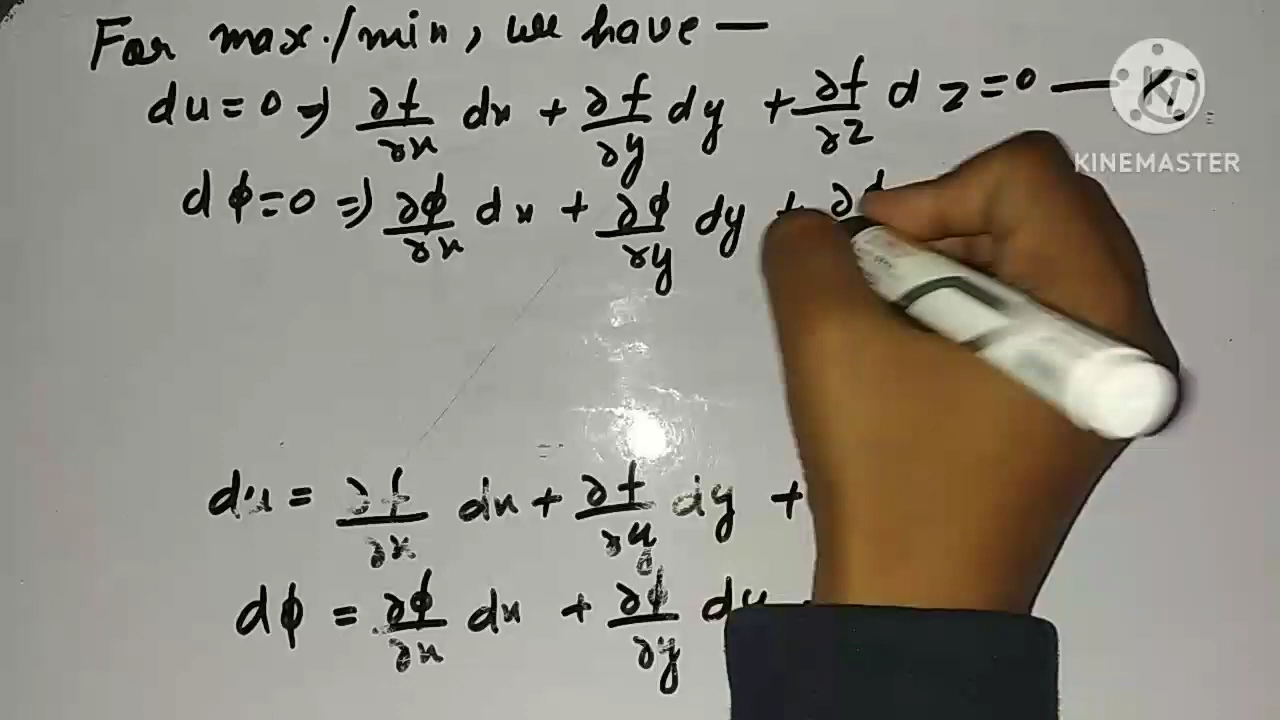 For max./min, we have —
du=0 ⇒ ∂f/∂x dx + ∂f/∂y dy + ∂f/∂z dz = 0 —
KINEMASTER
dϕ=0 ⇒ ∂ϕ/∂x dx + ∂ϕ/∂y dy + ∂
du = ∂f/∂x dx + ∂f/∂y dy +
dϕ = ∂ϕ/∂x dx + ∂ϕ/∂y dy